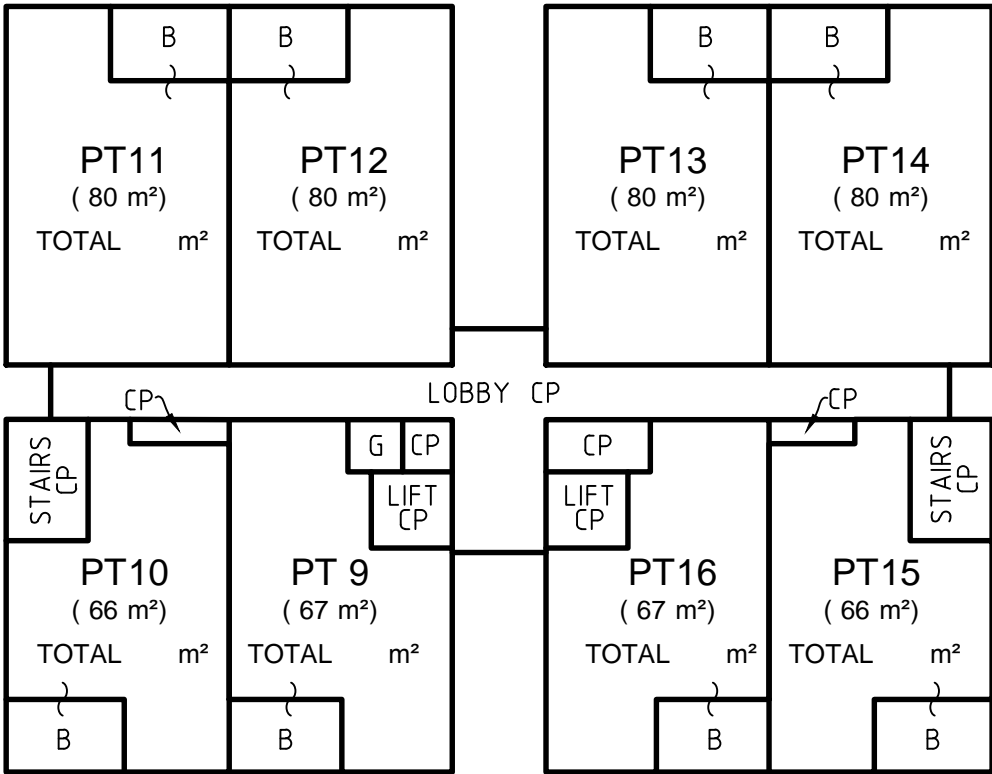 B B B B
PT11 PT12 PT13 PT14
( 80 m²) ( 80 m²) ( 80 m²) ( 80 m²)
TOTAL m² TOTAL m² TOTAL m² TOTAL m²
LOBBY CP
CP CP
STAIRS CP
G CP
LIFT CP
CP
LIFT CP
STAIRS CP
PT10 PT 9 PT16 PT15
( 66 m²) ( 67 m²) ( 67 m²) ( 66 m²)
TOTAL m² TOTAL m² TOTAL m² TOTAL m²
B B B B